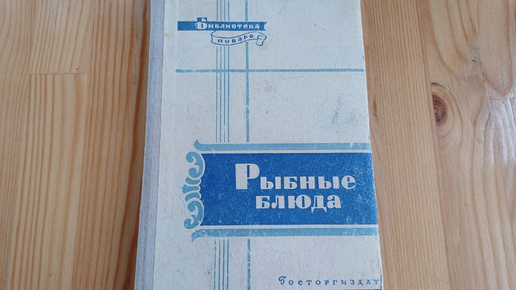 Библиотека
повара
Рыбные
блюда
Госторгиздат